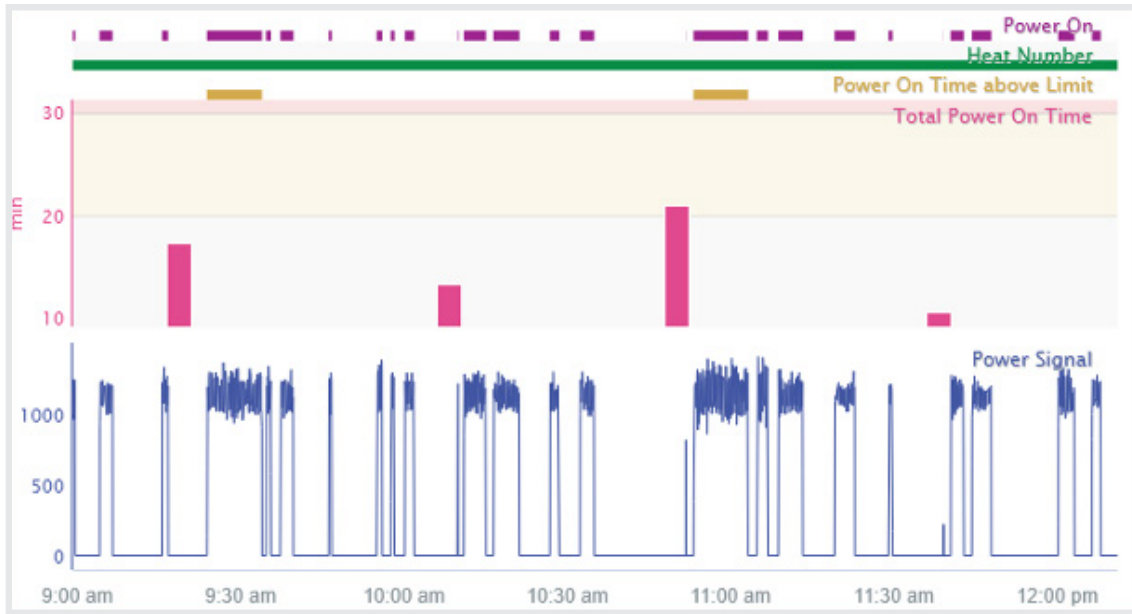 Power On
Heat Number
Power On Time above Limit
30
Total Power On Time
min
20
10
Power Signal
1000
500
0
9:00 am 9:30 am 10:00 am 10:30 am 11:00 am 11:30 am 12:00 pm